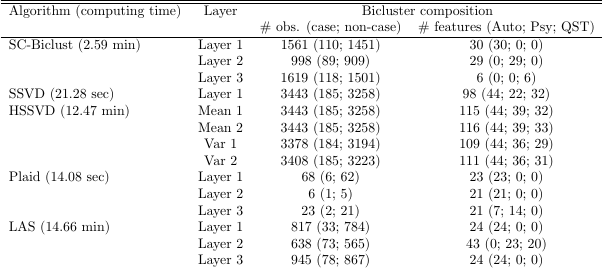 Algorithm (computing time) Layer Bicluster composition
# obs. (case; non-case) # features (Auto; Psy; QST)
SC-Biclust (2.59 min) Layer 1 1561 (110; 1451) 30 (30; 0; 0)
Layer 2 998 (89; 909) 29 (0; 29; 0)
Layer 3 1619 (118; 1501) 6 (0; 0; 6)
SSVD (21.28 sec) Layer 1 3443 (185; 3258) 98 (44; 22; 32)
HSSVD (12.47 min) Mean 1 3443 (185; 3258) 115 (44; 39; 32)
Mean 2 3443 (185; 3258) 116 (44; 39; 33)
Var 1 3378 (184; 3194) 109 (44; 36; 29)
Var 2 3408 (185; 3223) 111 (44; 36; 31)
Plaid (14.08 sec) Layer 1 68 (6; 62) 23 (23; 0; 0)
Layer 2 6 (1; 5) 21 (21; 0; 0)
Layer 3 23 (2; 21) 21 (7; 14; 0)
LAS (14.66 min) Layer 1 817 (33; 784) 24 (24; 0; 0)
Layer 2 638 (73; 565) 43 (0; 23; 20)
Layer 3 945 (78; 867) 24 (24; 0; 0)